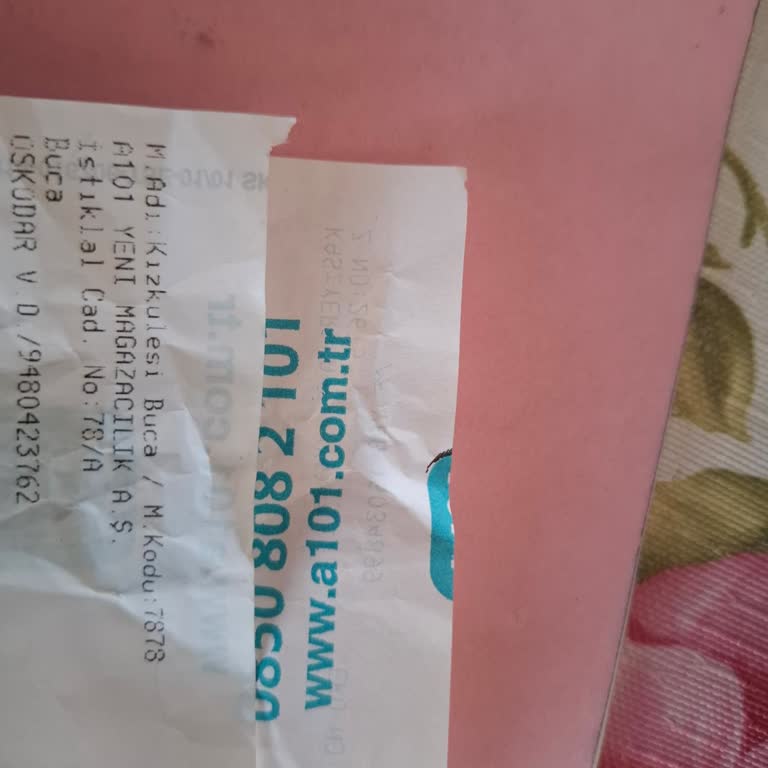 M.Adı:Kızkulesi Buca / M.Kodu:7878
A101 YENİ MAGAZACILIK A.Ş.
İstiklal Cad. No:78/A
Buca
ÜSKÜDAR V.D./9480423762
0850 808 2 101
www.a101.com.tr